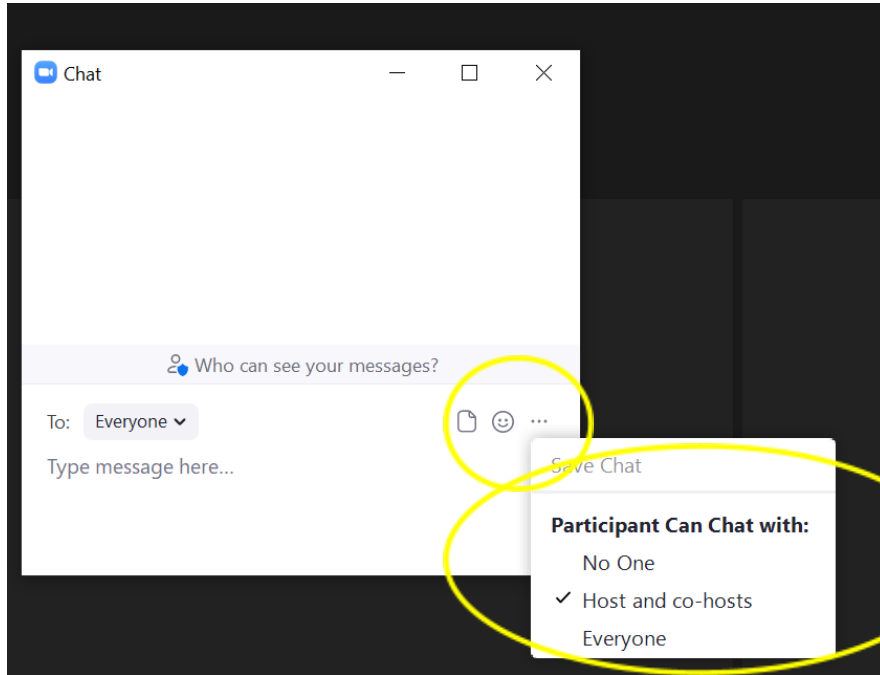 Chat
Who can see your messages?
To: Everyone
Type message here...
Save Chat
Participant Can Chat with:
No One
Host and co-hosts
Everyone